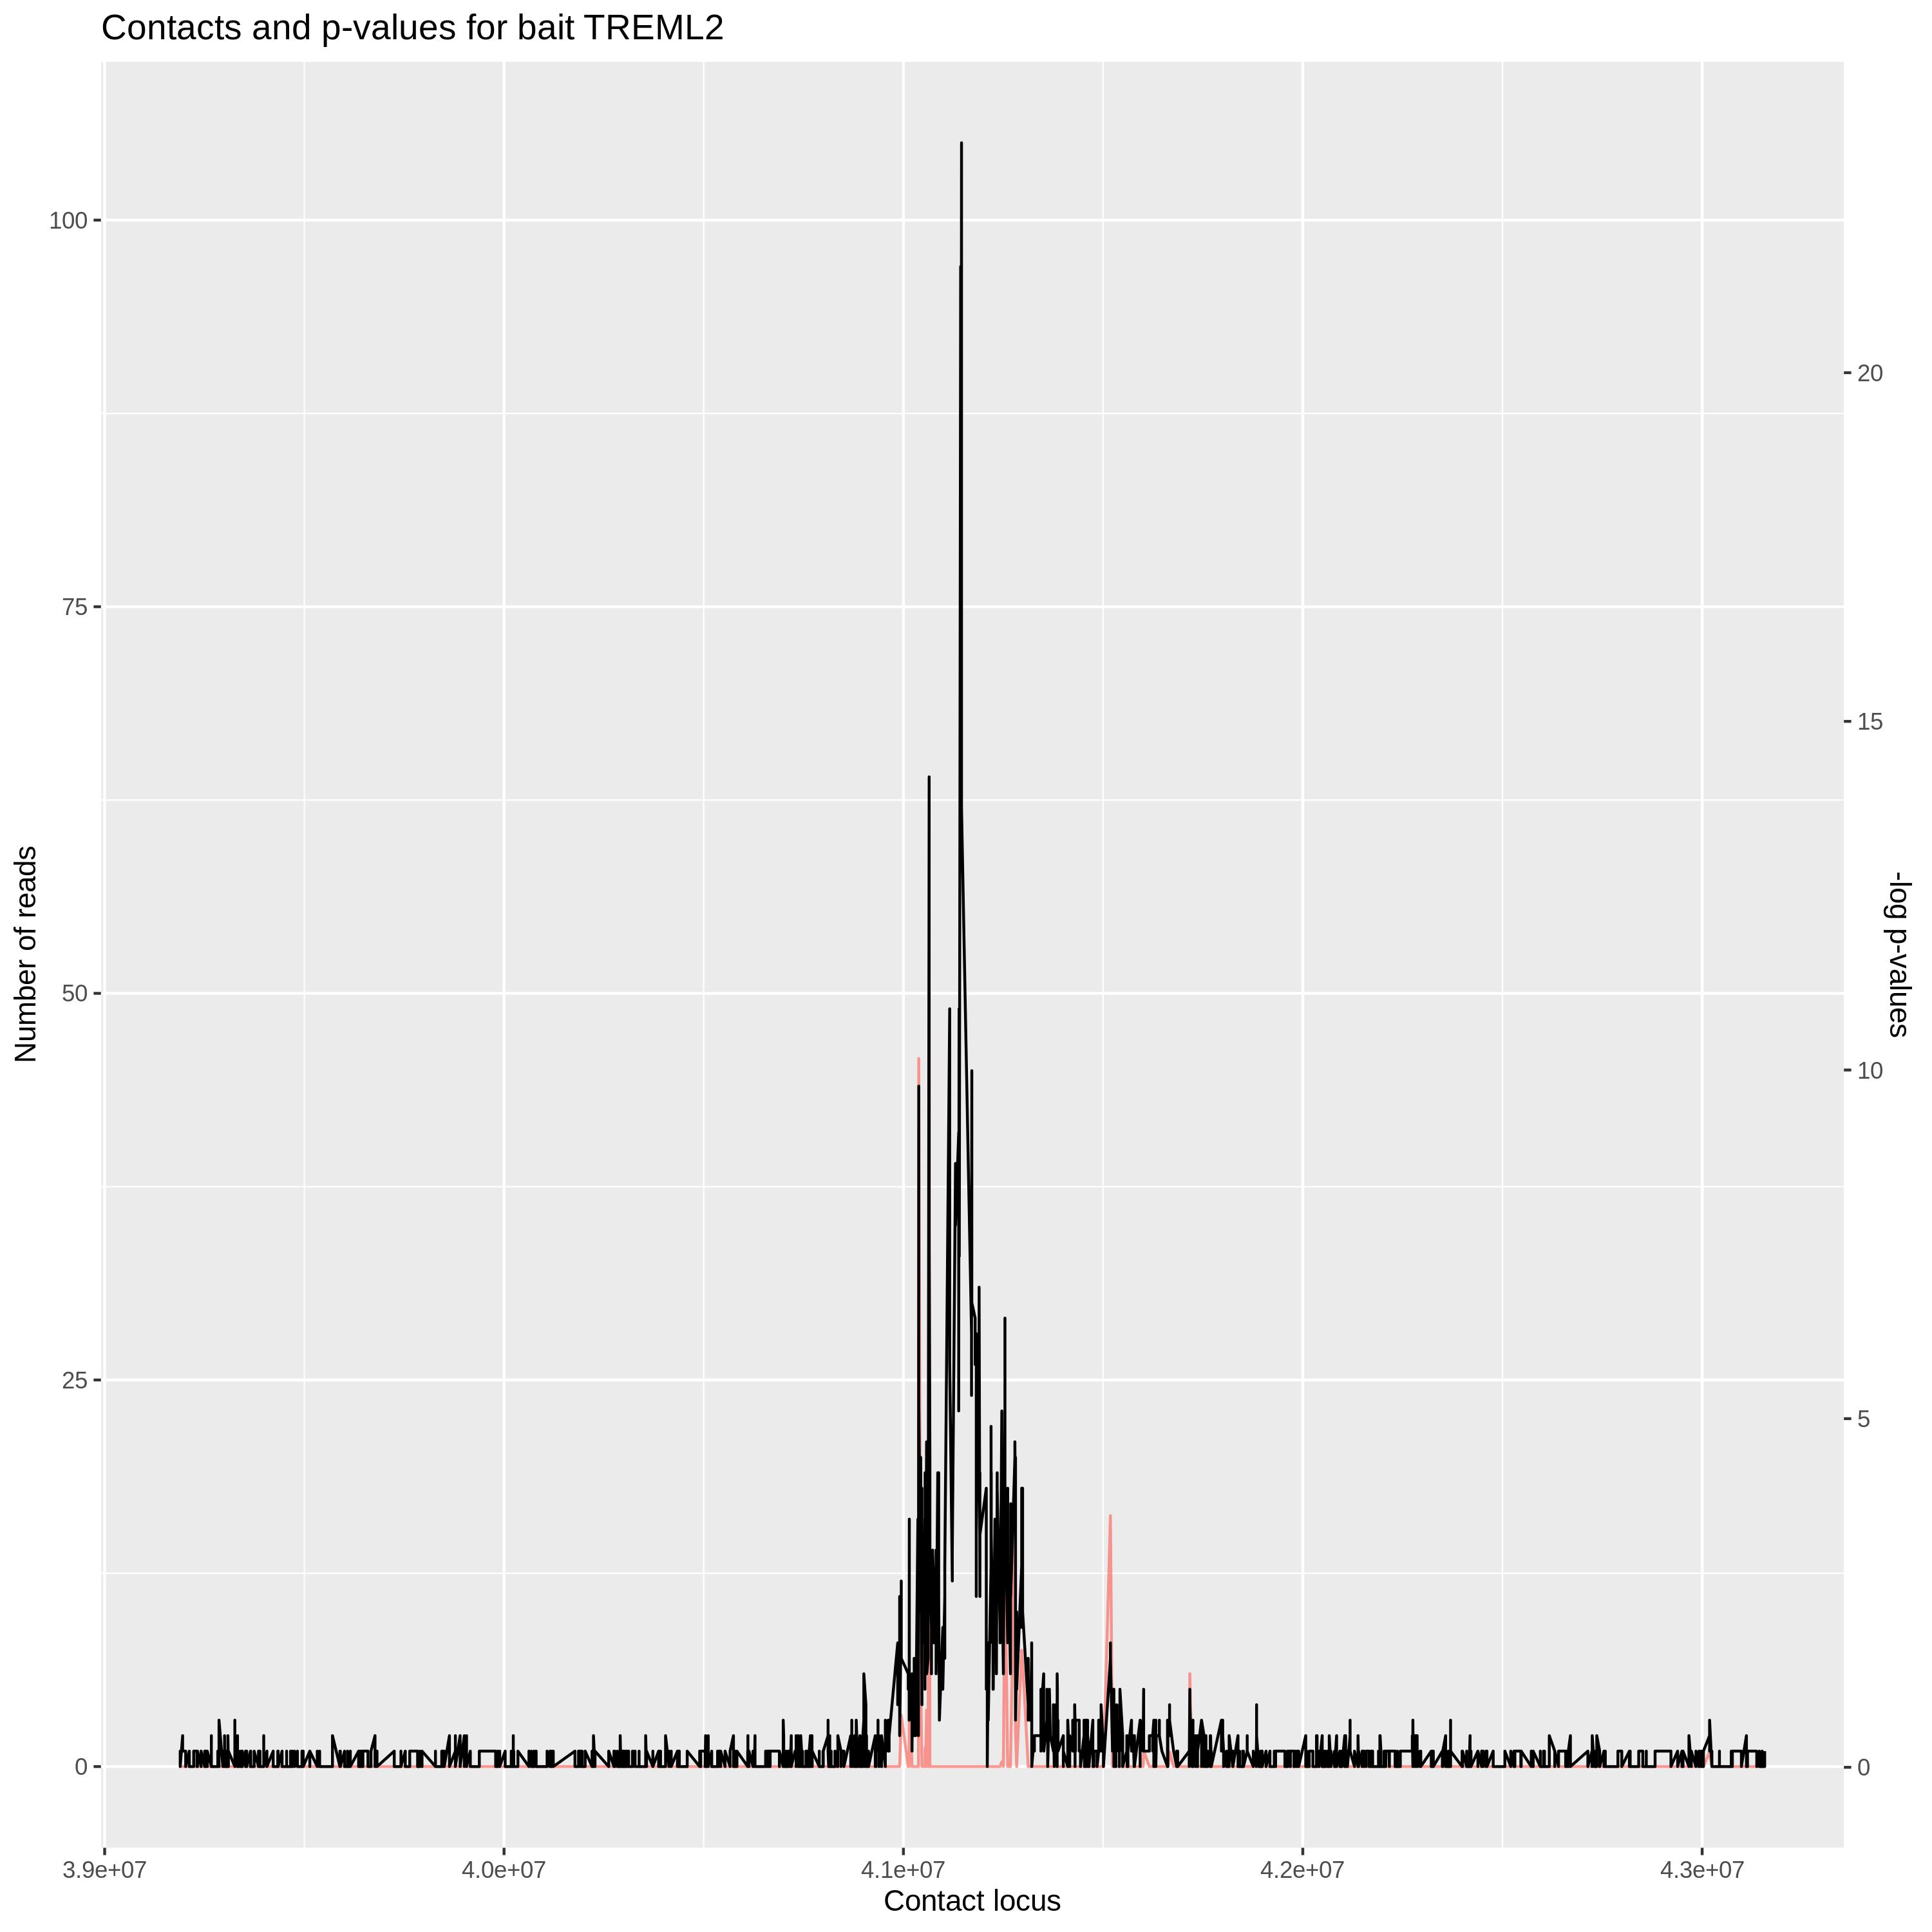 Contacts and p-values for bait TREML2
100
75
50
25
0
Number of reads
20
15
10
5
0
-log p-values
3.9e+07
4.0e+07
4.1e+07
4.2e+07
4.3e+07
Contact locus